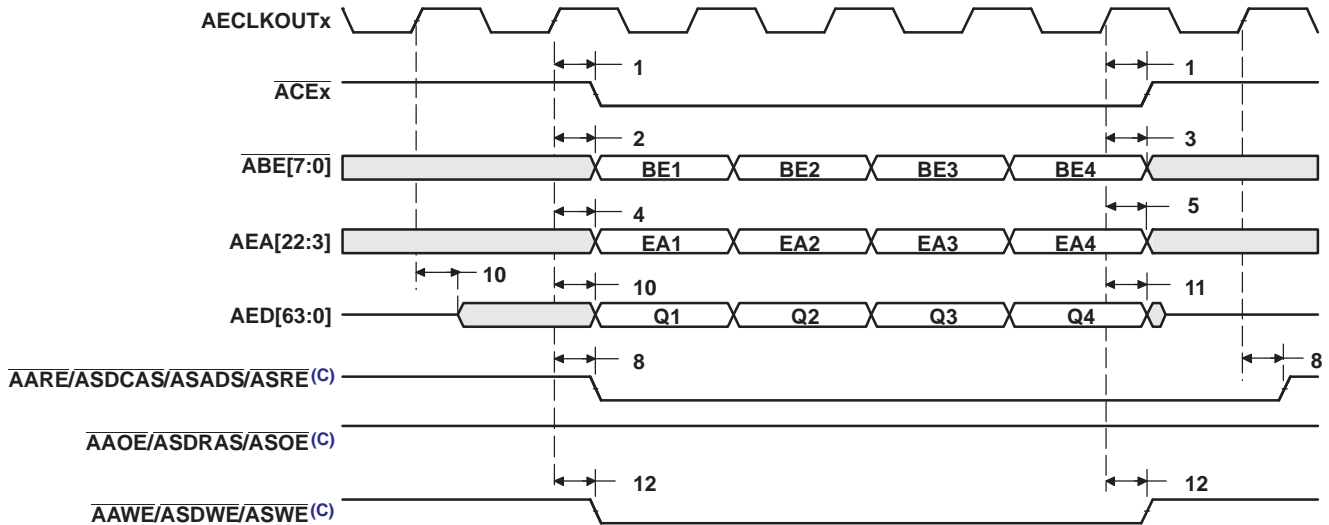 AECLKOUTx
1 1
ACEx
2 3
ABE[7:0] BE1 BE2 BE3 BE4
4 5
AEA[22:3] EA1 EA2 EA3 EA4
10 10 11
AED[63:0] Q1 Q2 Q3 Q4
8 8
AARE/ASDCAS/ASADS/ASRE(C)
AAOE/ASDRAS/ASOE(C)
12 12
AAWE/ASDWE/ASWE(C)